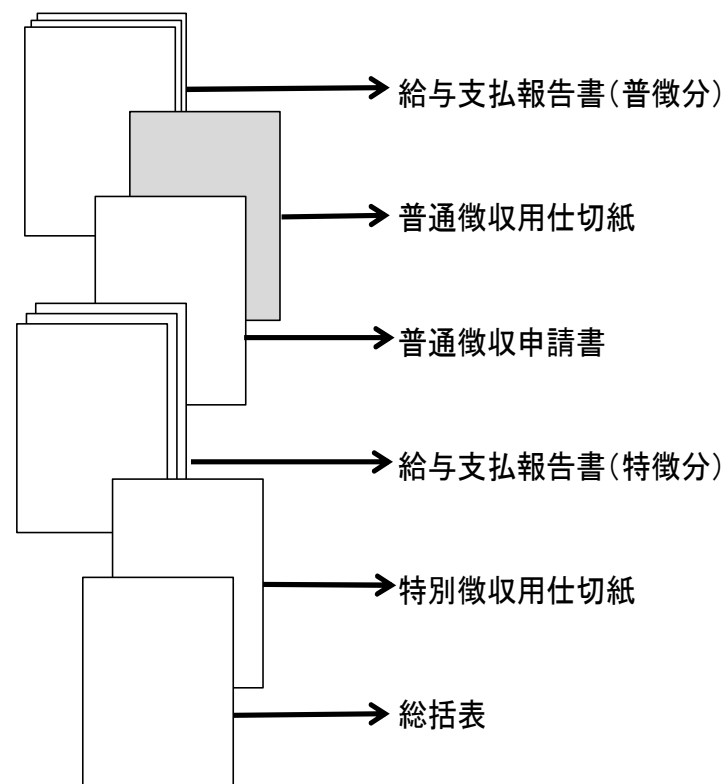 給与支払報告書（普徴分）
普通徴収用仕切紙
普通徴収申請書
給与支払報告書（特徴分）
特別徴収用仕切紙
総括表